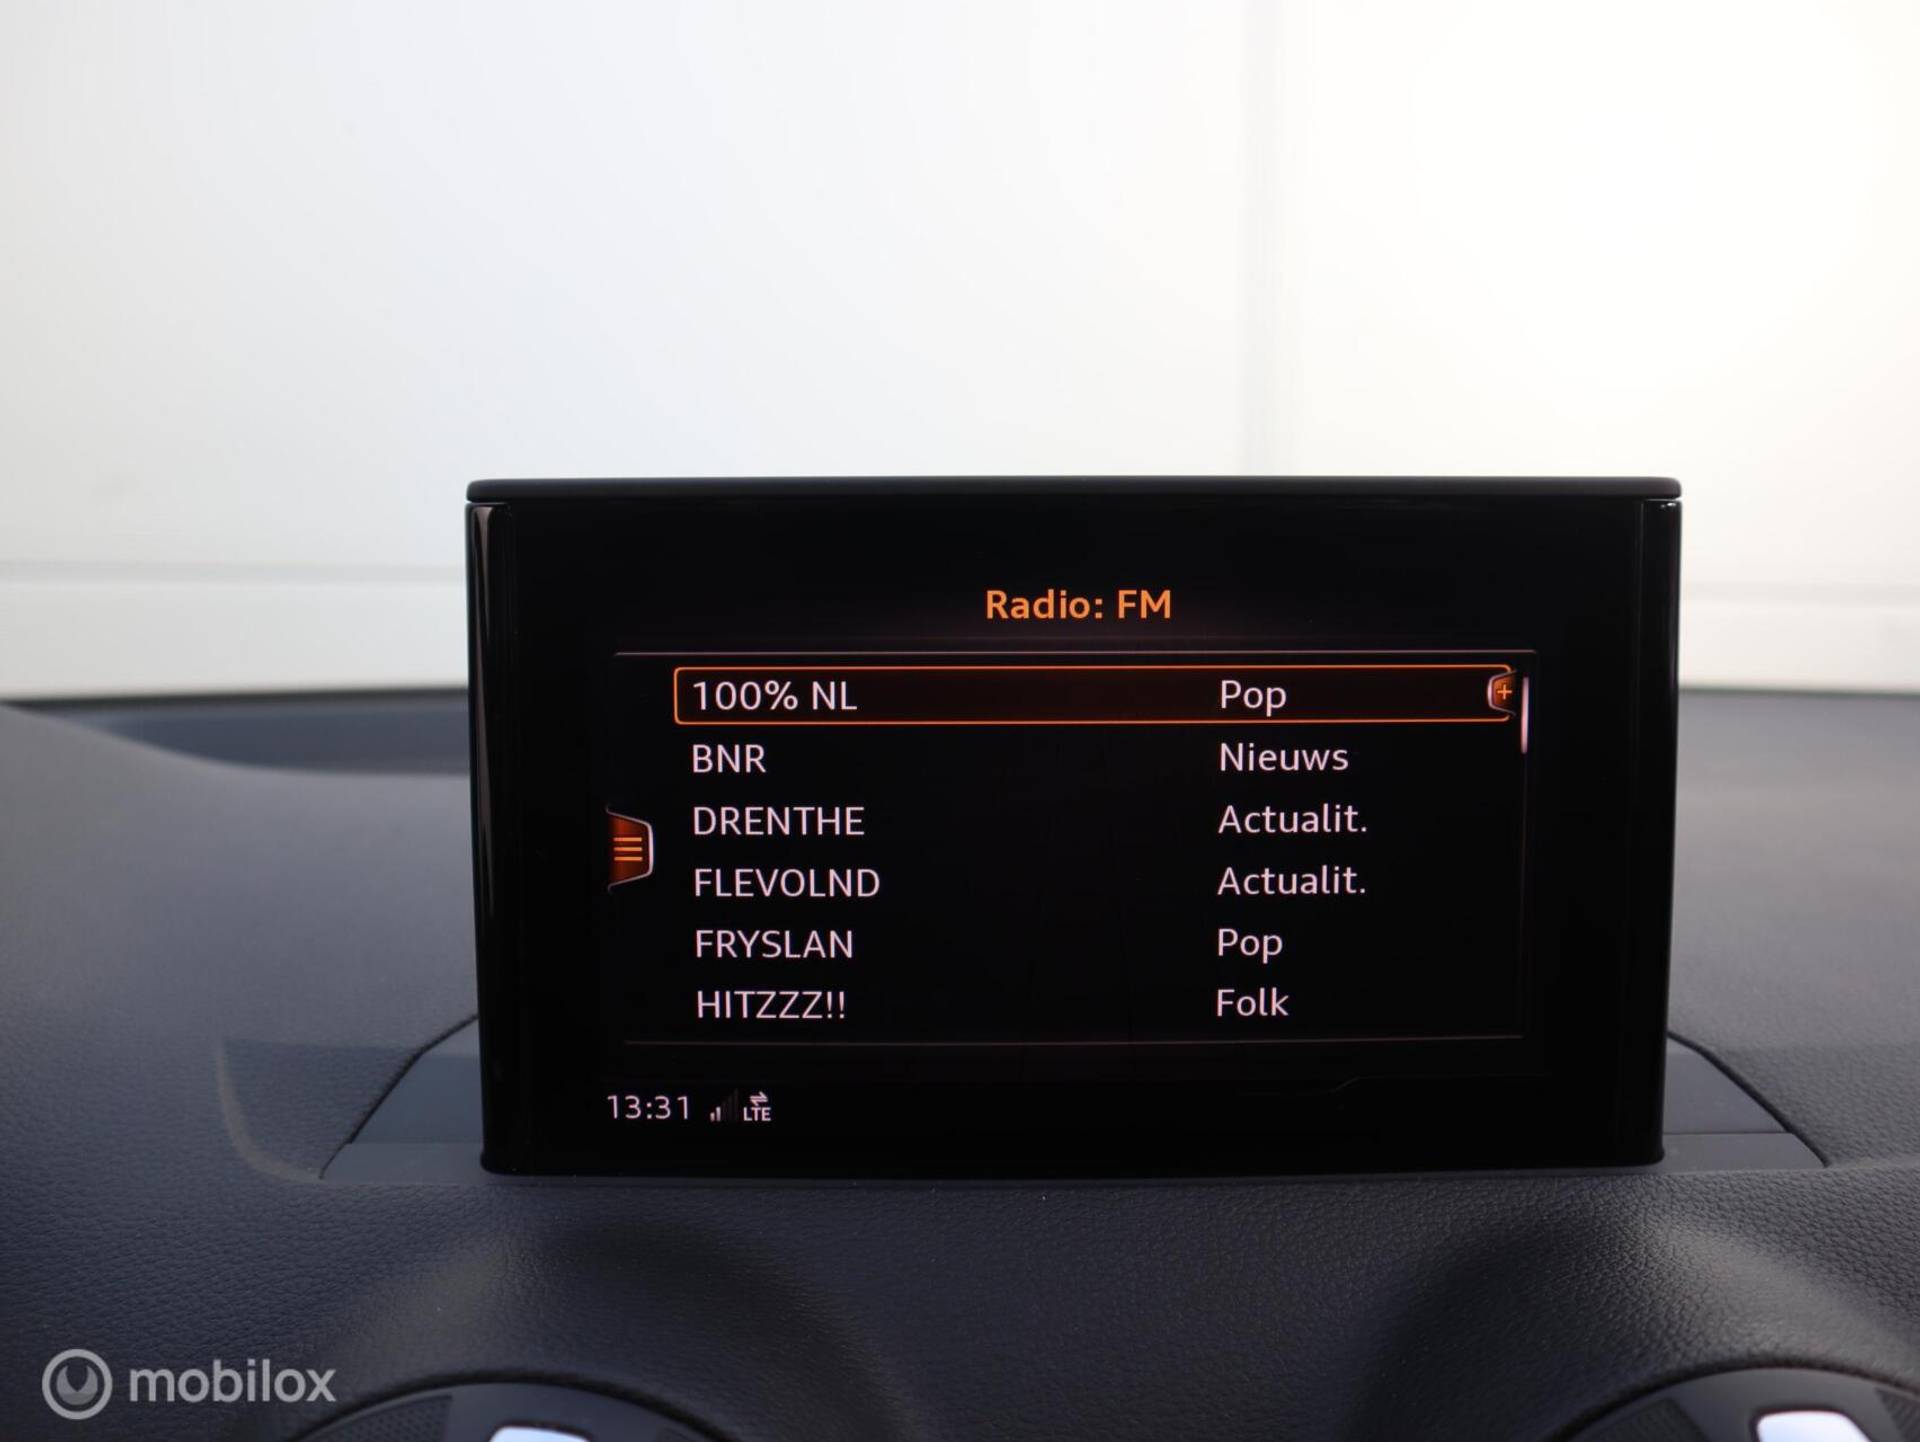 Radio: FM
100% NL Pop +
BNR Nieuws
DRENTHE Actualit.
FLEVOLND Actualit.
FRYSLAN Pop
HITZZZ!! Folk
13:31 LTE
mobilox